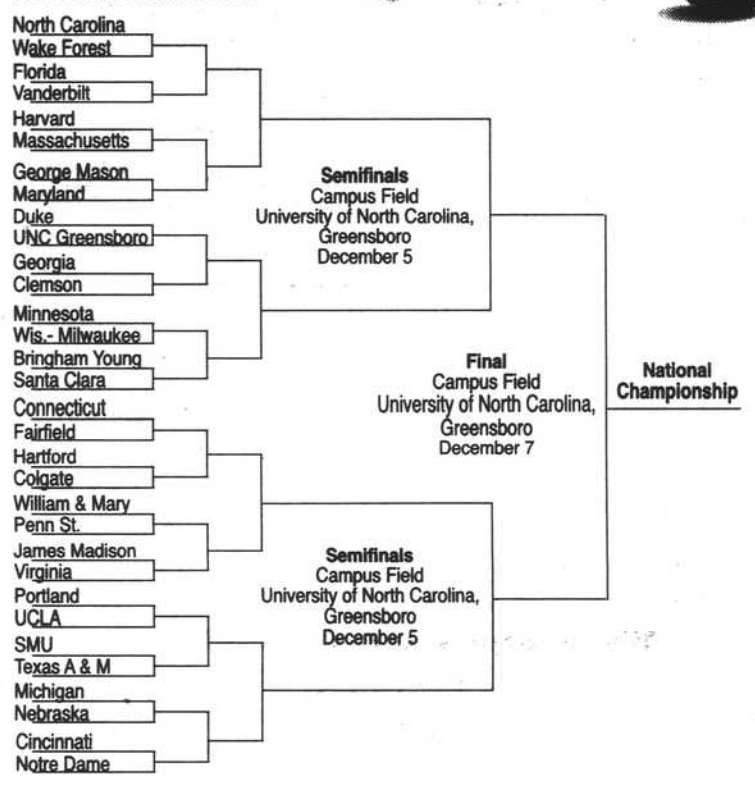 North Carolina
Wake Forest
Florida
Vanderbilt
Harvard
Massachusetts
George Mason
Maryland
Duke
UNC Greensboro
Georgia
Clemson
Minnesota
Wis.- Milwaukee
Bringham Young
Santa Clara
Connecticut
Fairfield
Hartford
Colgate
William & Mary
Penn St.
James Madison
Virginia
Portland
UCLA
SMU
Texas A & M
Michigan
Nebraska
Cincinnati
Notre Dame
Semifinals
Campus Field
University of North Carolina,
Greensboro
December 5
Semifinals
Campus Field
University of North Carolina,
Greensboro
December 5
Final
Campus Field
University of North Carolina,
Greensboro
December 7
National
Championship